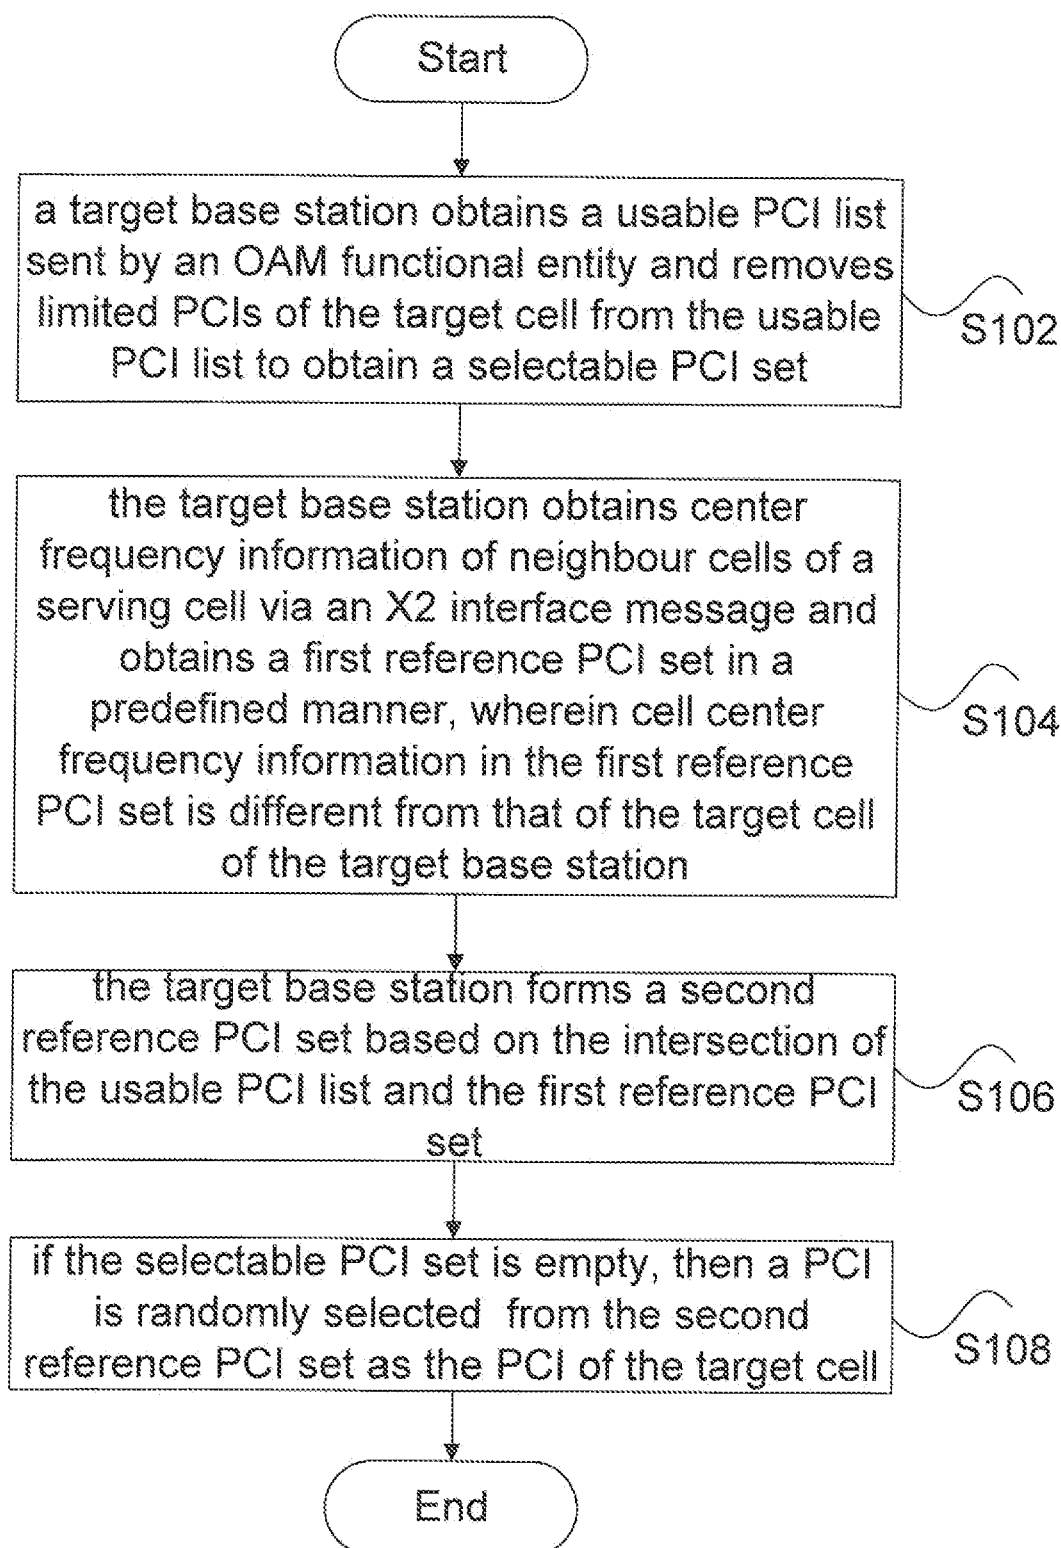 Start
a target base station obtains a usable PCI list
sent by an OAM functional entity and removes
limited PCIs of the target cell from the usable
PCI list to obtain a selectable PCI set
S102
the target base station obtains center
frequency information of neighbour cells of a
serving cell via an X2 interface message and
obtains a first reference PCI set in a
predefined manner, wherein cell center
frequency information in the first reference
PCI set is different from that of the target cell
of the target base station
S104
the target base station forms a second
reference PCI set based on the intersection of
the usable PCI list and the first reference PCI
set
S106
if the selectable PCI set is empty, then a PCI
is randomly selected from the second
reference PCI set as the PCI of the target cell
S108
End